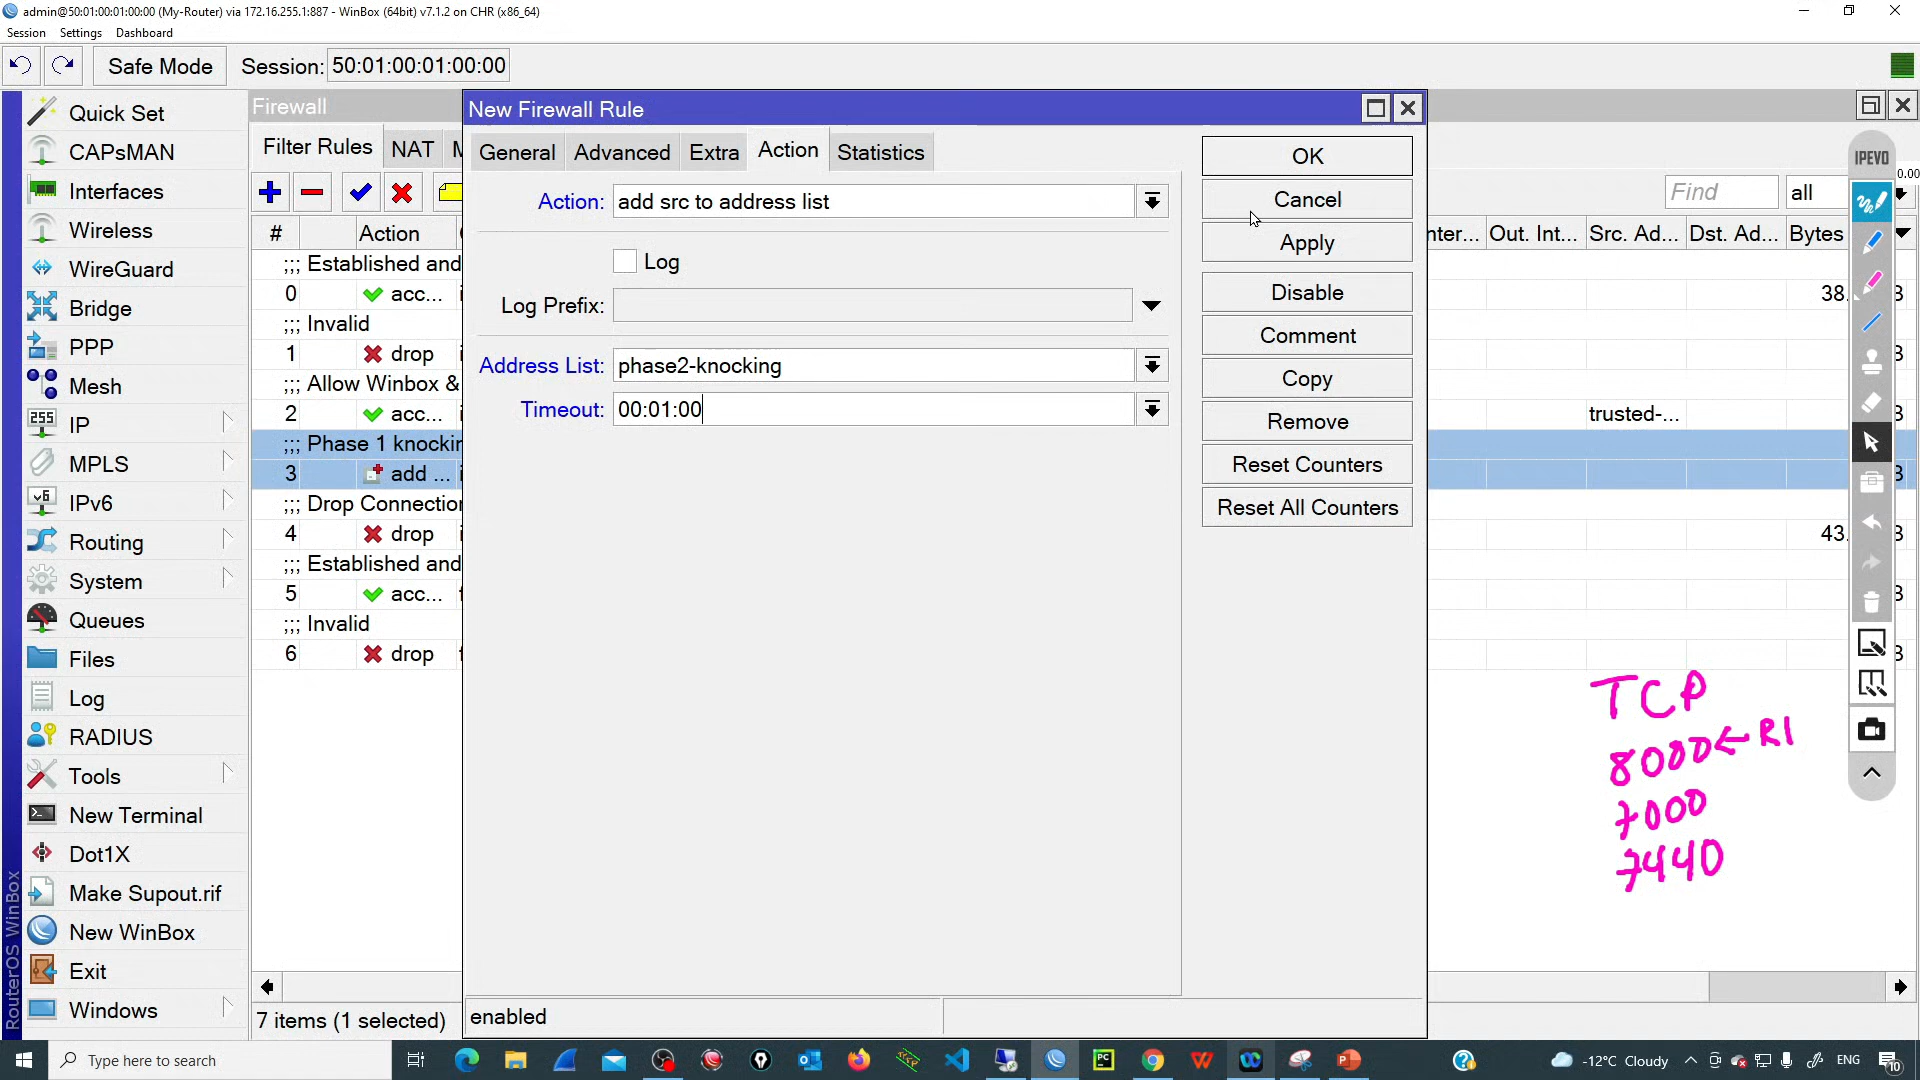 admin@50:01:00:01:00:00 (My-Router) via 172.16.255.1:887 - WinBox (64bit) v7.1.2 on CHR (x86_64)
Session Settings Dashboard
Safe Mode Session: 50:01:00:01:00:00
Quick Set
CAPsMAN
Interfaces
Wireless
WireGuard
Bridge
PPP
Mesh
IP
MPLS
IPv6
Routing
System
Queues
Files
Log
RADIUS
Tools
New Terminal
Dot1X
Make Supout.rif
New WinBox
Exit
Windows
RouterOS WinBox
Firewall
Filter Rules NAT
# Action
;;; Established and
0 acc...
;;; Invalid
1 drop
;;; Allow Winbox &
2 acc...
;;; Phase 1 knockin
3 add ...
;;; Drop Connection
4 drop
;;; Established and
5 acc...
;;; Invalid
6 drop
7 items (1 selected)
New Firewall Rule
General Advanced Extra Action Statistics
Action: add src to address list
Log
Log Prefix:
Address List: phase2-knocking
Timeout: 00:01:00
enabled
OK
Cancel
Apply
Disable
Comment
Copy
Remove
Reset Counters
Reset All Counters
Find all
nter... Out. Int... Src. Ad... Dst. Ad... Bytes
38.
trusted-...
43.
IPEVO
TCP
8080 ← R1
7000
7440
Type here to search
-12°C Cloudy ENG 10